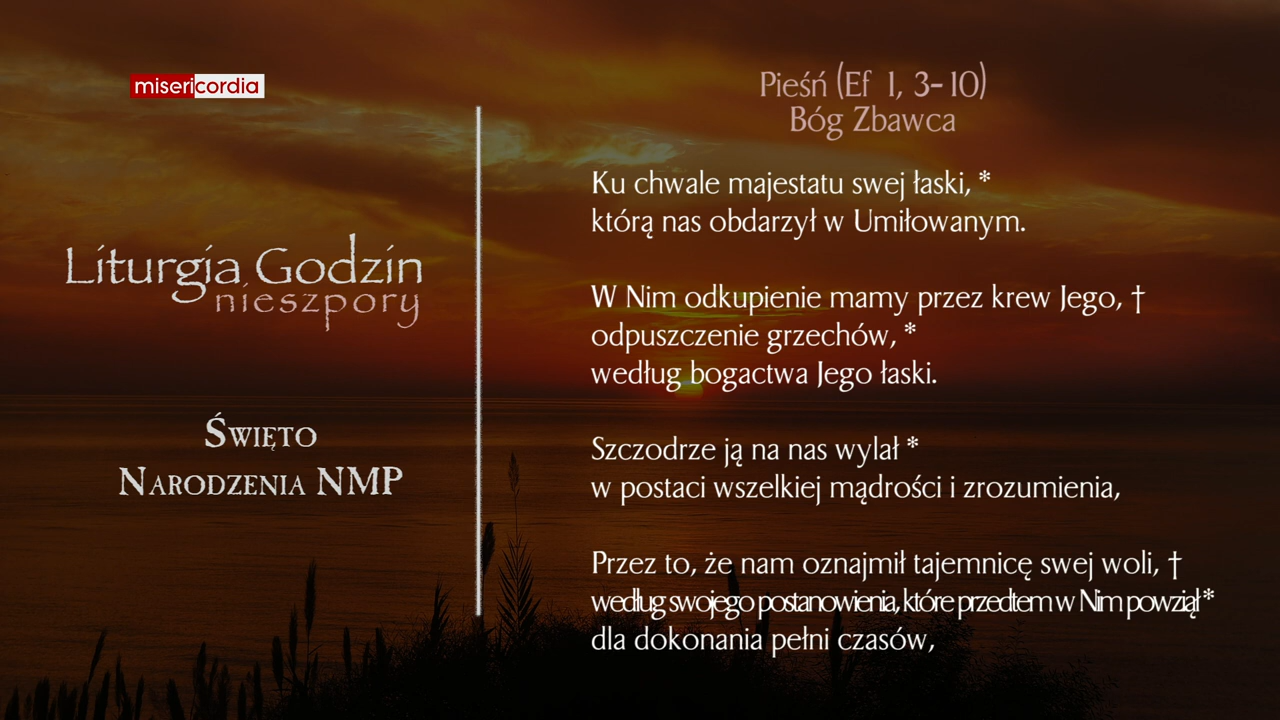 misericordia
Liturgia Godzin
nieszpory
Święto
Narodzenia NMP
Pieśń (Ef 1, 3-10)
Bóg Zbawca
Ku chwale majestatu swej łaski, *
którą nas obdarzył w Umiłowanym.
W Nim odkupienie mamy przez krew Jego, †
odpuszczenie grzechów, *
według bogactwa Jego łaski.
Szczodrze ją na nas wylał *
w postaci wszelkiej mądrości i zrozumienia,
Przez to, że nam oznajmił tajemnicę swej woli, †
według swojego postanowienia, które przedtem w Nim powziął *
dla dokonania pełni czasów,